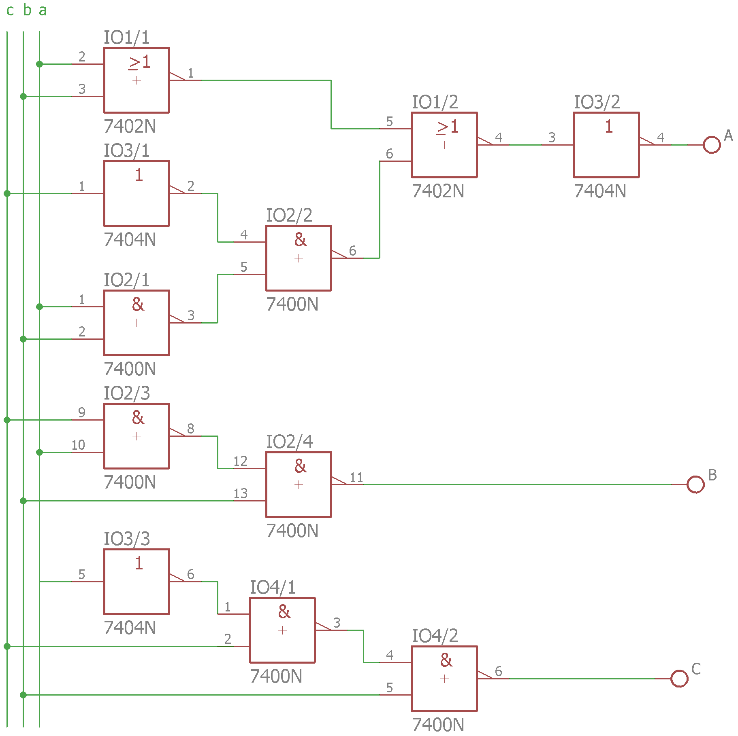 c b a
IO1/1
2
3
≥1
1
7402N
IO3/1
1
1
2
7404N
IO2/1
1
2
&
3
7400N
IO2/2
4
5
&
6
7400N
IO1/2
5
6
≥1
4
7402N
IO3/2
3
1
4
A
7404N
IO2/3
9
10
&
8
7400N
IO2/4
12
13
&
11
B
7400N
IO3/3
5
1
6
7404N
IO4/1
1
2
&
3
7400N
IO4/2
4
5
&
6
C
7400N